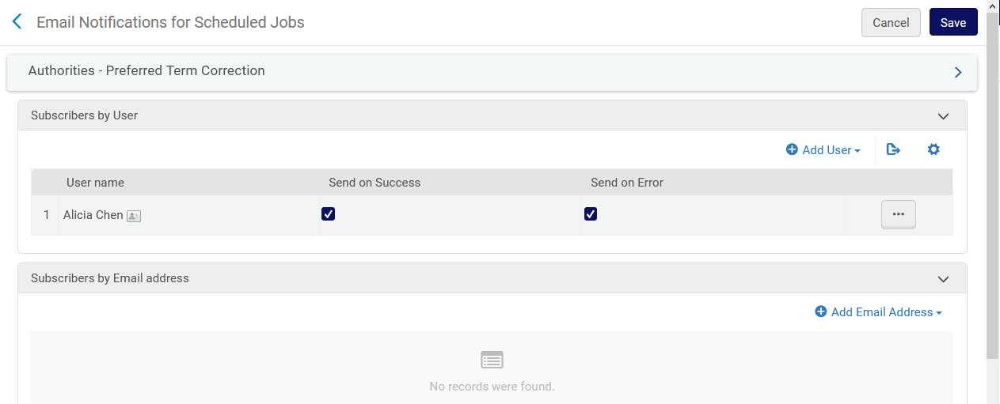 Email Notifications for Scheduled Jobs
Cancel
Save
Authorities - Preferred Term Correction
Subscribers by User
Add User
User name
Send on Success
Send on Error
1
Alicia Chen
Subscribers by Email address
Add Email Address
No records were found.